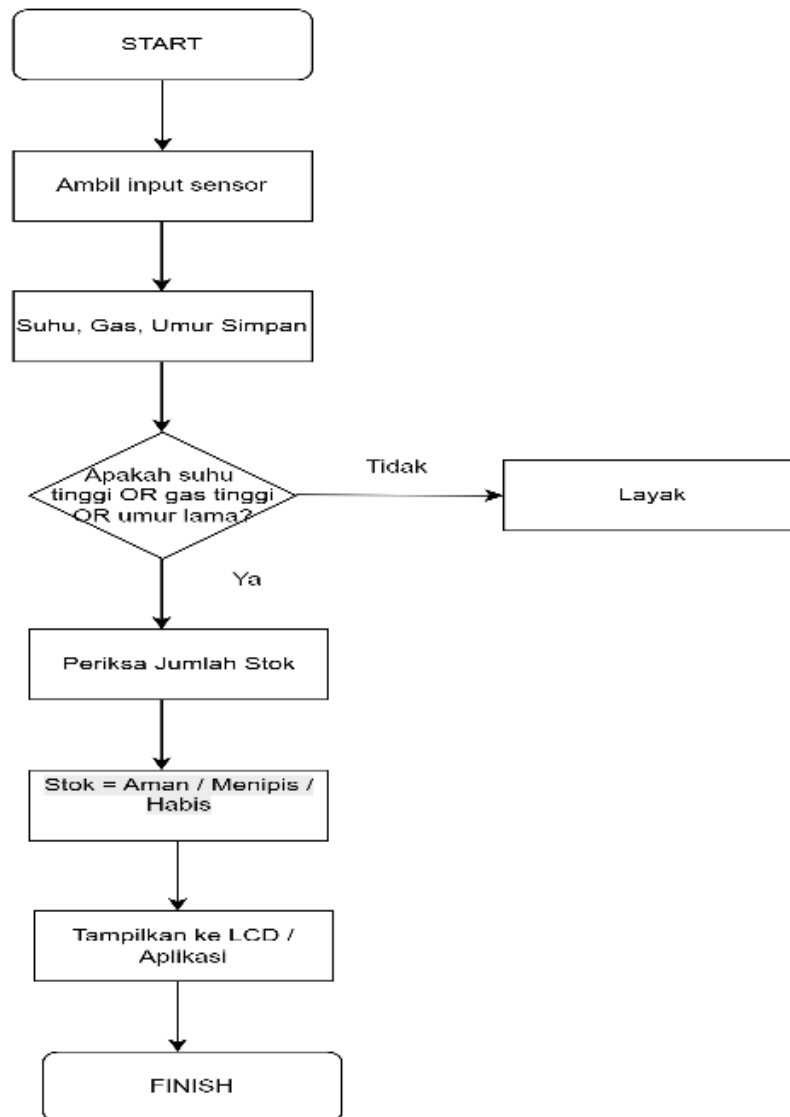 START
Ambil input sensor
Suhu, Gas, Umur Simpan
Apakah suhu
tinggi OR gas tinggi
OR umur lama?
Tidak
Layak
Ya
Periksa Jumlah Stok
Stok = Aman / Menipis /
Habis
Tampilkan ke LCD /
Aplikasi
FINISH